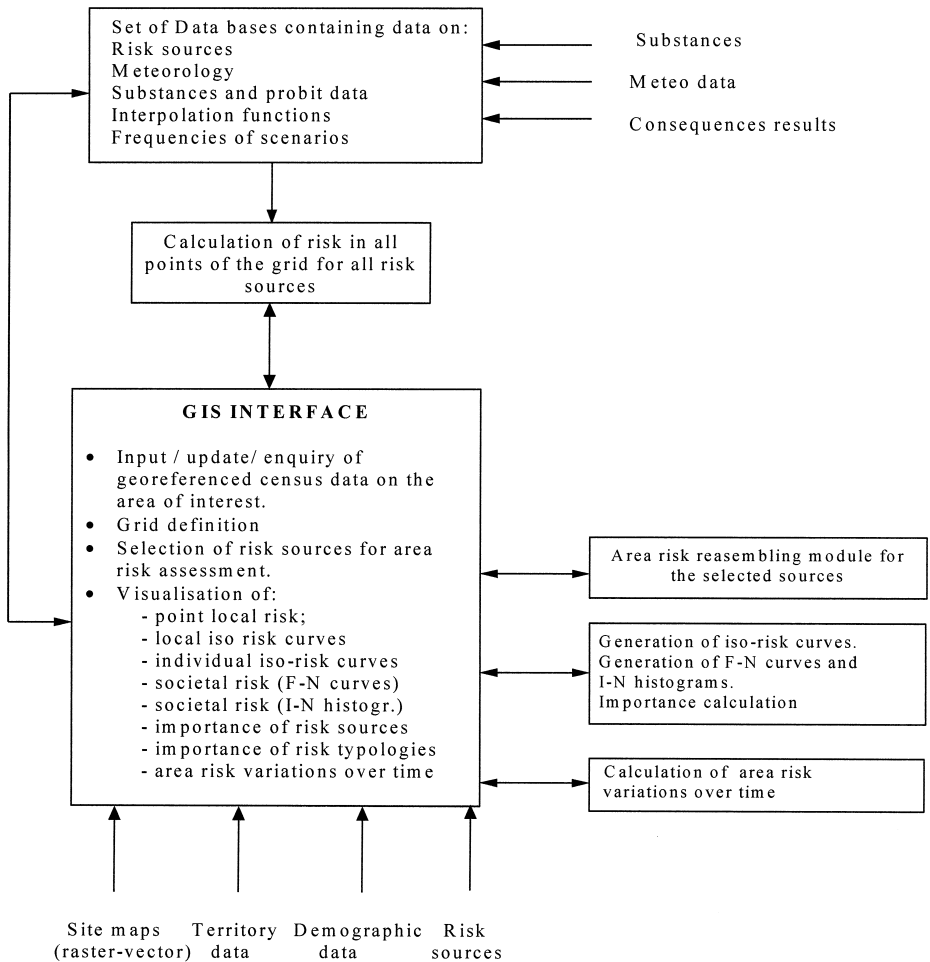 Set of Data bases containing data on:
Risk sources
Meteorology
Substances and probit data
Interpolation functions
Frequencies of scenarios
Substances
Meteo data
Consequences results
Calculation of risk in all
points of the grid for all risk
sources
GIS INTERFACE
• Input / update/ enquiry of
georeferenced census data on the
area of interest.
• Grid definition
• Selection of risk sources for area
risk assessment.
• Visualisation of:
- point local risk;
- local iso risk curves
- individual iso-risk curves
- societal risk (F-N curves)
- societal risk (I-N histogr.)
- importance of risk sources
- importance of risk typologies
- area risk variations over time
Area risk reasembling module for
the selected sources
Generation of iso-risk curves.
Generation of F-N curves and
I-N histograms.
Importance calculation
Calculation of area risk
variations over time
Site maps
(raster-vector)
Territory
data
Demographic
data
Risk
sources